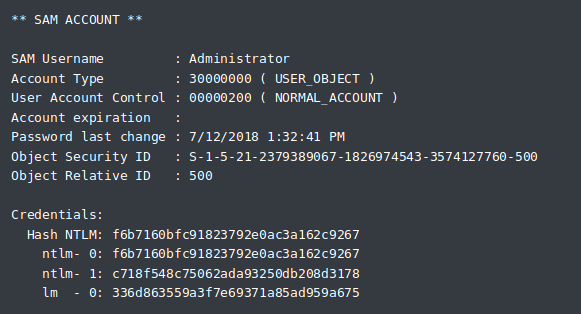 ** SAM ACCOUNT **
SAM Username : Administrator
Account Type : 30000000 ( USER_OBJECT )
User Account Control : 00000200 ( NORMAL_ACCOUNT )
Account expiration :
Password last change : 7/12/2018 1:32:41 PM
Object Security ID : S-1-5-21-2379389067-1826974543-3574127760-500
Object Relative ID : 500
Credentials:
Hash NTLM: f6b7160bfc91823792e0ac3a162c9267
ntlm- 0: f6b7160bfc91823792e0ac3a162c9267
ntlm- 1: c718f548c75062ada93250db208d3178
lm - 0: 336d863559a3f7e69371a85ad959a675